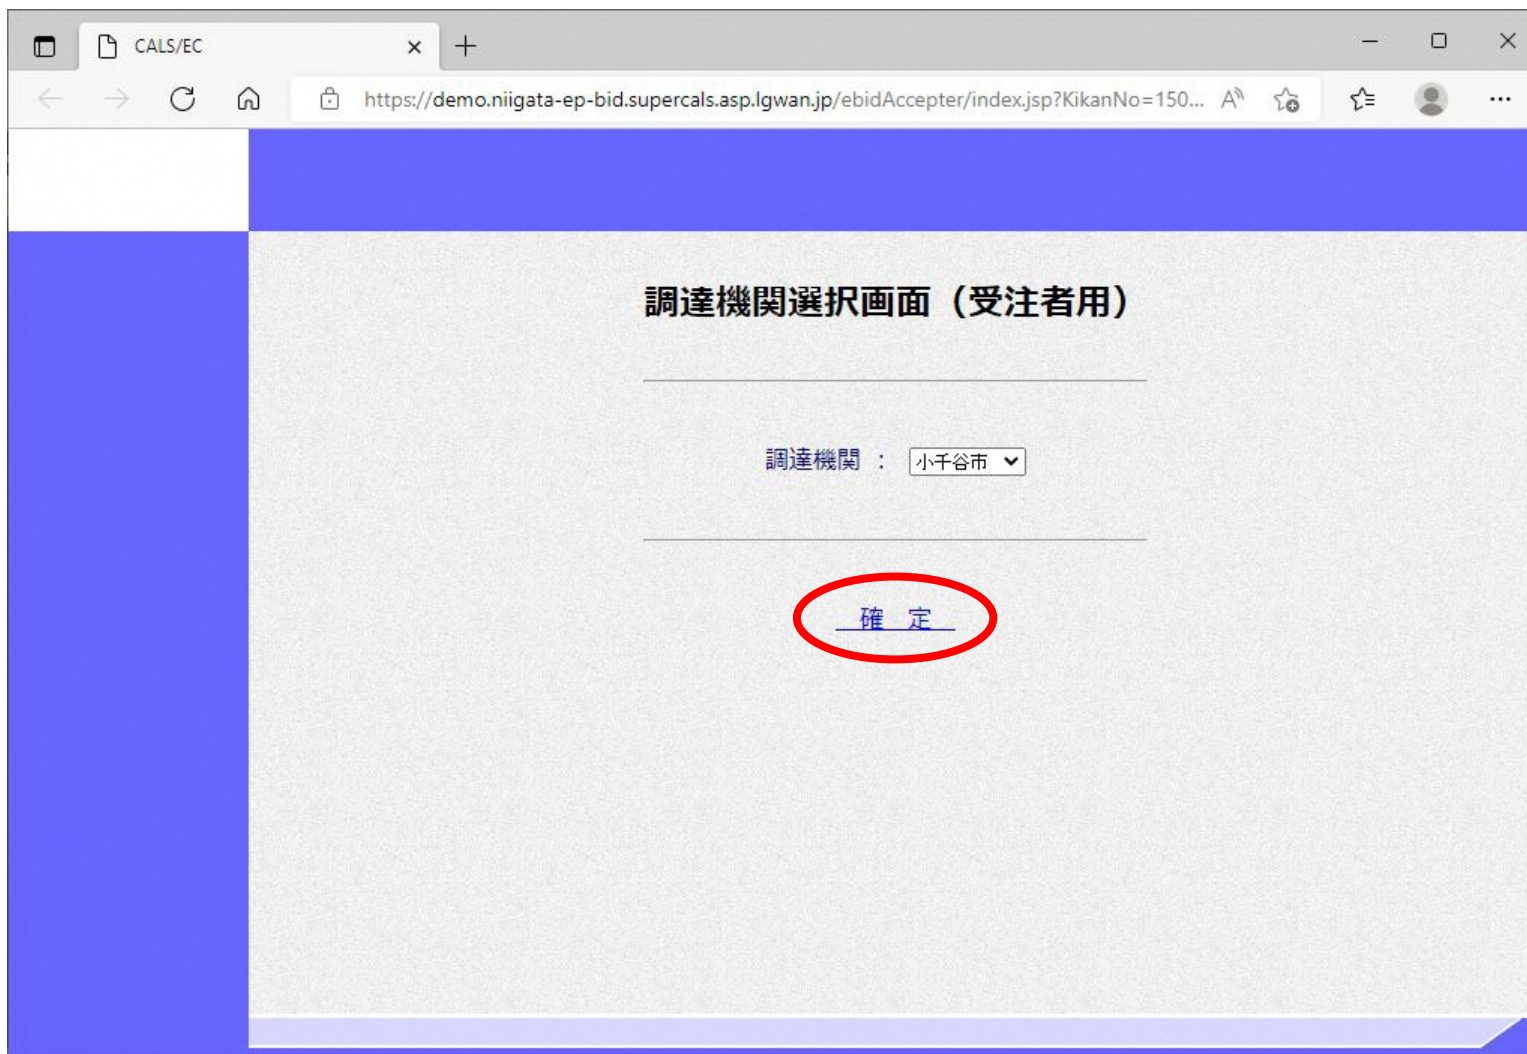 CALS/EC
https://demo.niigata-ep-bid.supercals.asp.lgwan.jp/ebidAccepter/index.jsp?KikanNo=150...
調達機関選択画面（受注者用）
調達機関 ： 小千谷市
確　定